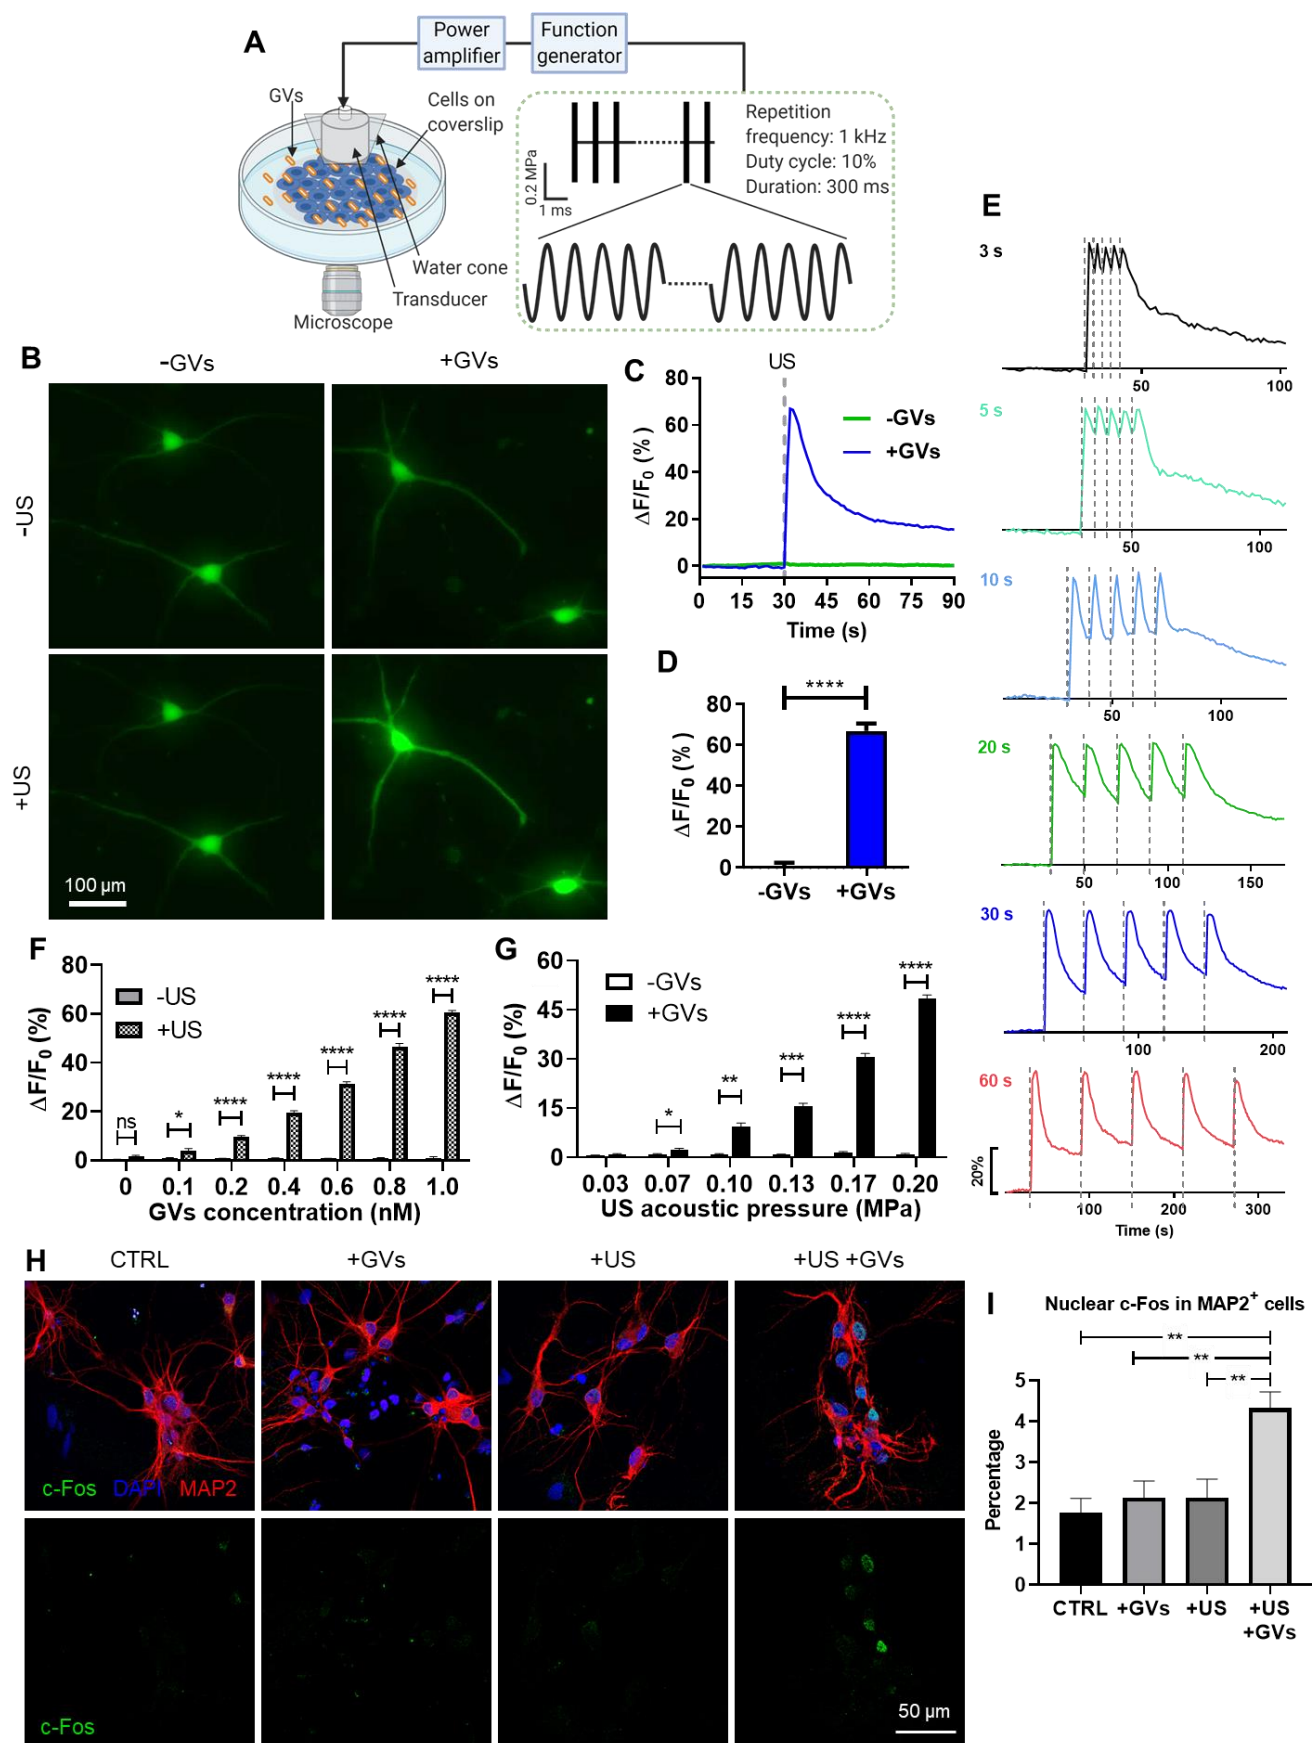 A
Power
amplifier
Function
generator
GVs
Cells on
coverslip
Water cone
Transducer
Microscope
0.2 MPa
1 ms
Repetition
frequency: 1 kHz
Duty cycle: 10%
Duration: 300 ms
B
-GVs
+GVs
-US
+US
100 µm
C
US
ΔF/F0 (%)
80
60
40
20
0
-GVs
+GVs
0 15 30 45 60 75 90
Time (s)
D
****
ΔF/F0 (%)
80
60
40
20
0
-GVs +GVs
E
3 s
50 100
5 s
50 100
10 s
50 100
20 s
50 100 150
30 s
100 200
60 s
20%
100 200 300
Time (s)
F
ΔF/F0 (%)
80
60
40
20
0
-US
+US
ns * **** **** **** **** ****
0 0.1 0.2 0.4 0.6 0.8 1.0
GVs concentration (nM)
G
ΔF/F0 (%)
60
45
30
15
0
-GVs
+GVs
* ** *** **** ****
0.03 0.07 0.10 0.13 0.17 0.20
US acoustic pressure (MPa)
H
CTRL +GVs +US +US +GVs
c-Fos DAPI MAP2
c-Fos
50 µm
I
Nuclear c-Fos in MAP2+ cells
**
**
**
Percentage
5
4
3
2
1
0
CTRL +GVs +US +US
+GVs